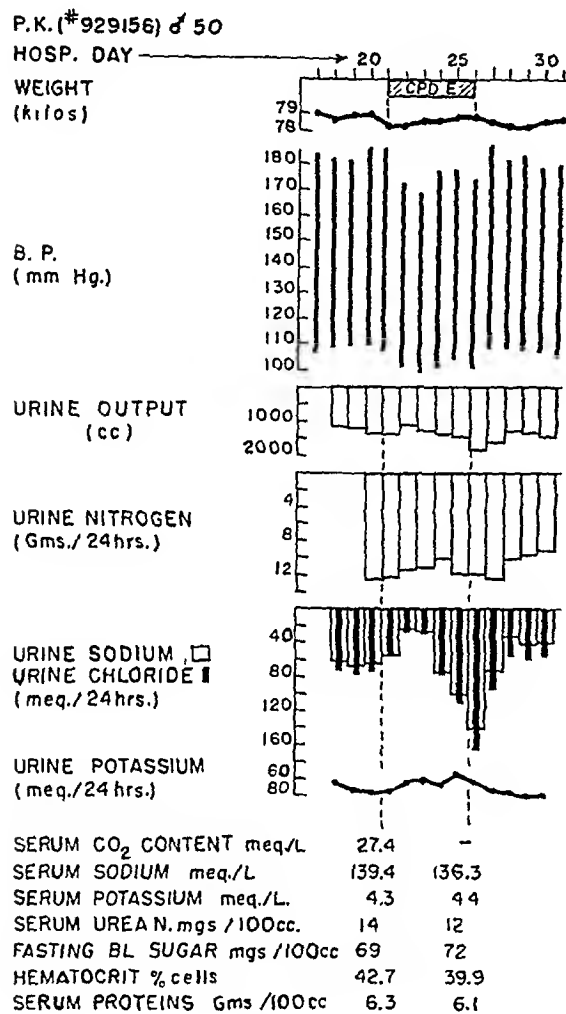 P.K. (#929156) ♂ 50
HOSP. DAY 20 25 30
WEIGHT
(kilos)
CPD E
79
78
B. P.
(mm Hg.)
180
170
160
150
140
130
120
110
100
URINE OUTPUT
(cc)
1000
2000
URINE NITROGEN
(Gms./24hrs.)
4
8
12
URINE SODIUM,
URINE CHLORIDE
(meq./24hrs.)
40
80
120
160
URINE POTASSIUM
(meq./24hrs.)
60
80
SERUM CO2 CONTENT meq/L 27.4 –
SERUM SODIUM meq./L 139.4 136.3
SERUM POTASSIUM meq./L. 4.3 44
SERUM UREA N. mgs/100cc. 14 12
FASTING BL SUGAR mgs/100cc 69 72
HEMATOCRIT % cells 42.7 39.9
SERUM PROTEINS Gms/100cc 6.3 6.1